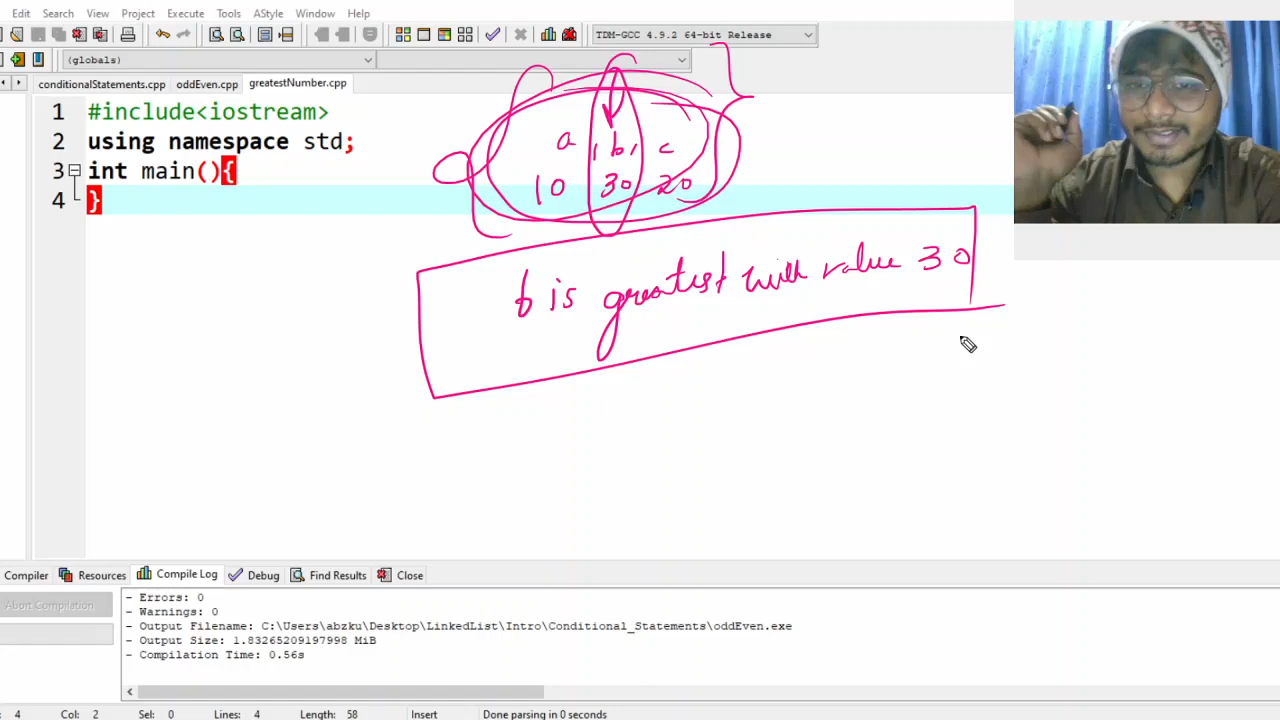 Edit Search View Project Execute Tools AStyle Window Help
TDM-GCC 4.9.2 64-bit Release
(globals)
conditionalStatements.cpp oddEven.cpp greatestNumber.cpp
1 #include<iostream>
2 using namespace std;
3 int main(){
4 }
a b c
10 30 20
b is greatest with value 30
Compiler Resources Compile Log Debug Find Results Close
Abort Compilation
- Errors: 0
- Warnings: 0
- Output Filename: C:\Users\abzku\Desktop\LinkedList\Intro\Conditional_Statements\oddEven.exe
- Output Size: 1.83265209197998 MiB
- Compilation Time: 0.56s
4 Col: 2 Sel: 0 Lines: 4 Length: 58 Insert Done parsing in 0 seconds